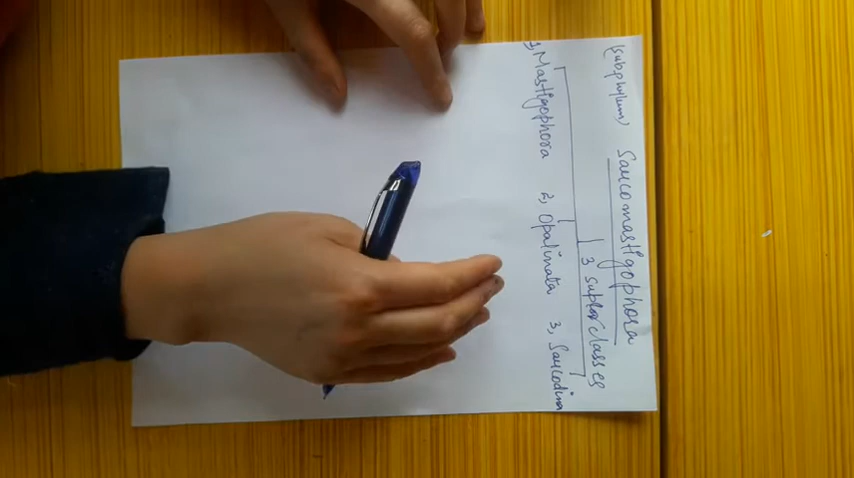 (subphylum) Sarcomastigophora
3 superclasses
1, Mastigophora 2, Opalinata 3, Sarcodina